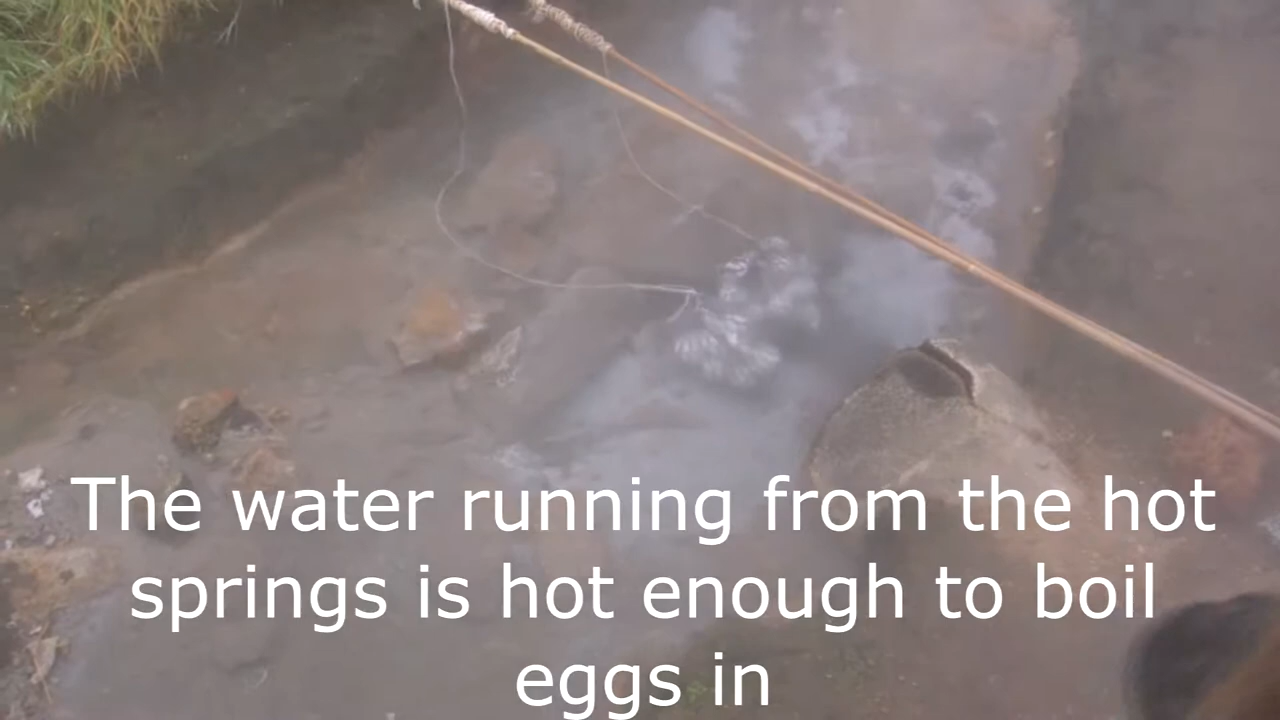 The water running from the hot
springs is hot enough to boil
eggs in